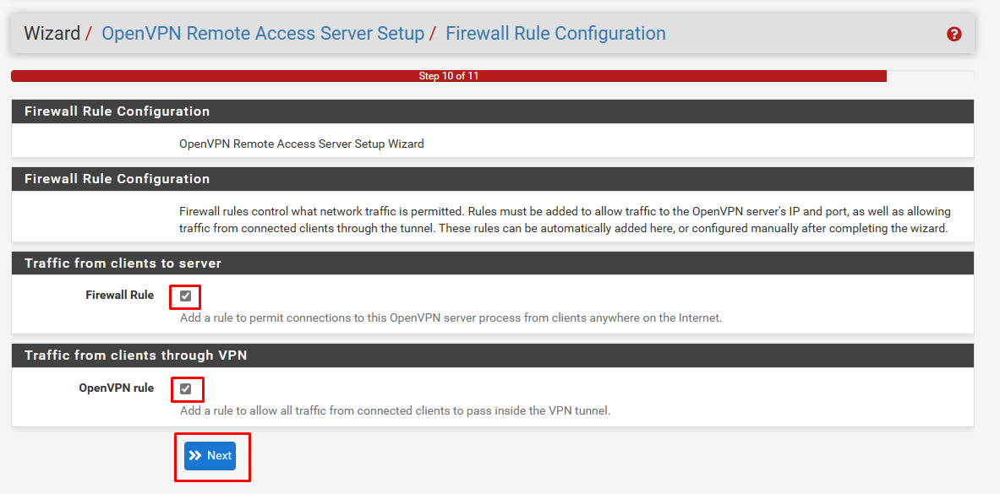 Wizard / OpenVPN Remote Access Server Setup / Firewall Rule Configuration
Step 10 of 11
Firewall Rule Configuration
OpenVPN Remote Access Server Setup Wizard
Firewall Rule Configuration
Firewall rules control what network traffic is permitted. Rules must be added to allow traffic to the OpenVPN server's IP and port, as well as allowing
traffic from connected clients through the tunnel. These rules can be automatically added here, or configured manually after completing the wizard.
Traffic from clients to server
Firewall Rule
Add a rule to permit connections to this OpenVPN server process from clients anywhere on the Internet.
Traffic from clients through VPN
OpenVPN rule
Add a rule to allow all traffic from connected clients to pass inside the VPN tunnel.
Next